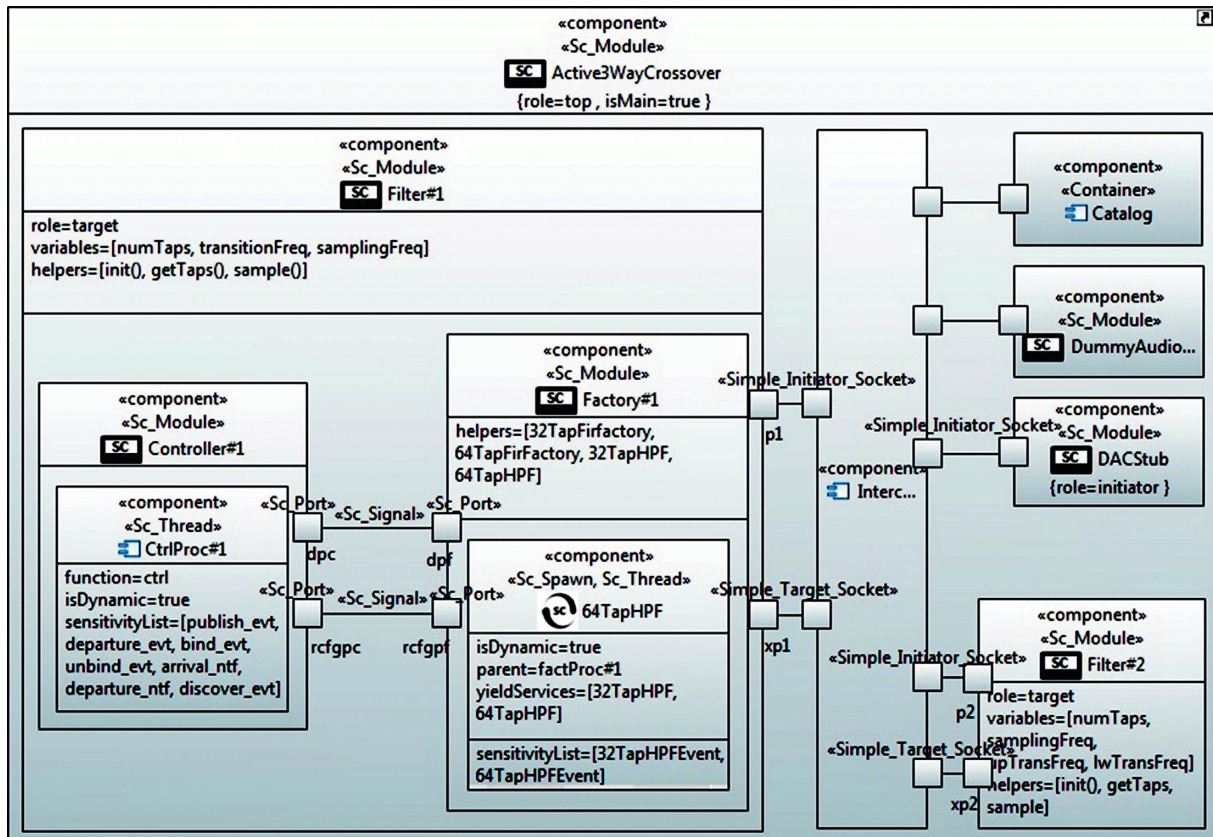 «component»
«Sc_Module»
SC Active3WayCrossover
{role=top , isMain=true }
«component»
«Sc_Module»
SC Filter#1
role=target
variables=[numTaps, transitionFreq, samplingFreq]
helpers=[init(), getTaps(), sample()]
«component»
«Sc_Module»
SC Controller#1
«component»
«Sc_Thread»
CtrlProc#1
function=ctrl
isDynamic=true
sensitivityList=[publish_evt,
departure_evt, bind_evt,
unbind_evt, arrival_ntf,
departure_ntf, discover_evt]
«Sc_Port»
«Sc_Signal»
«Sc_Port»
dpc
dpf
«Sc_Port»
«Sc_Signal»
«Sc_Port»
rcfgpc
rcfgpf
«component»
«Sc_Module»
SC Factory#1
helpers=[32TapFirfactory,
64TapFirFactory, 32TapHPF,
64TapHPF]
«component»
«Sc_Spawn, Sc_Thread»
SC 64TapHPF
isDynamic=true
parent=factProc#1
yieldServices=[32TapHPF,
64TapHPF]
sensitivityList=[32TapHPFEvent,
64TapHPFEvent]
«Simple_Initiator_Socket»
p1
«Simple_Target_Socket»
xp1
«component»
Interc...
«component»
«Container»
Catalog
«component»
«Sc_Module»
SC DummyAudio...
«Simple_Initiator_Socket»
«component»
«Sc_Module»
SC DACStub
{role=initiator }
«Simple_Initiator_Socket»
p2
«Simple_Target_Socket»
xp2
«component»
«Sc_Module»
SC Filter#2
role=target
variables=[numTaps,
samplingFreq,
upTransFreq, lwTransFreq]
helpers=[init(), getTaps,
sample]